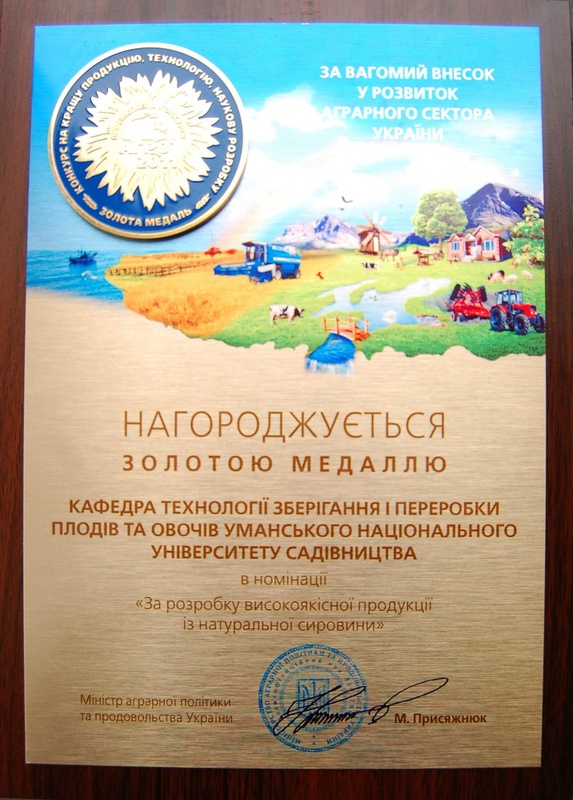 КОНКУРС НА КРАЩУ ПРОДУКЦІЮ, ТЕХНОЛОГІЮ, НАУКОВУ РОЗРОБКУ
ЗОЛОТА МЕДАЛЬ
ЗА ВАГОМИЙ ВНЕСОК
У РОЗВИТОК
АГРАРНОГО СЕКТОРА
УКРАЇНИ
НАГОРОДЖУЄТЬСЯ
ЗОЛОТОЮ МЕДАЛЛЮ
КАФЕДРА ТЕХНОЛОГІЇ ЗБЕРІГАННЯ І ПЕРЕРОБКИ
ПЛОДІВ ТА ОВОЧІВ УМАНСЬКОГО НАЦІОНАЛЬНОГО
УНІВЕРСИТЕТУ САДІВНИЦТВА
в номінації
«За розробку високоякісної продукції
із натуральної сировини»
Міністр аграрної політики
та продовольства України
М. Присяжнюк